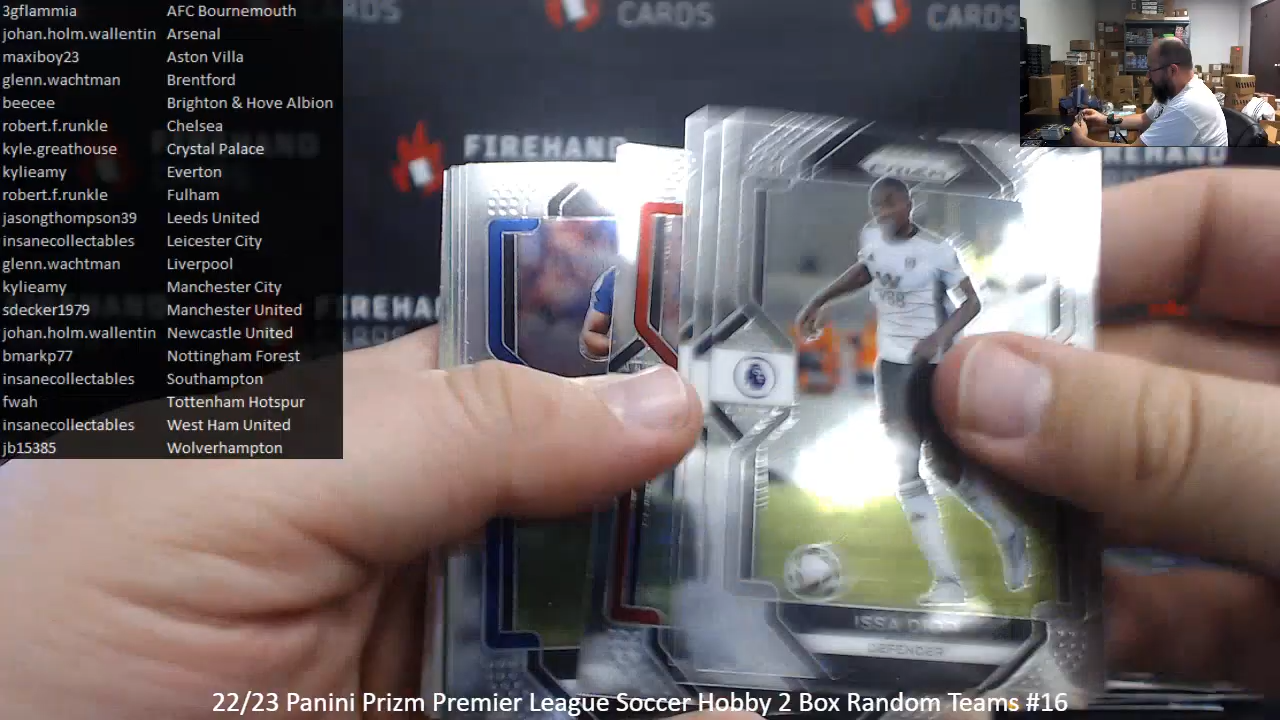 3gflammia AFC Bournemouth
johan.holm.wallentin Arsenal
maxiboy23 Aston Villa
glenn.wachtman Brentford
beecee Brighton & Hove Albion
robert.f.runkle Chelsea
kyle.greathouse Crystal Palace
kylieamy Everton
robert.f.runkle Fulham
jasongthompson39 Leeds United
insanecollectables Leicester City
glenn.wachtman Liverpool
kylieamy Manchester City
sdecker1979 Manchester United
johan.holm.wallentin Newcastle United
bmarkp77 Nottingham Forest
insanecollectables Southampton
fwah Tottenham Hotspur
insanecollectables West Ham United
jb15385 Wolverhampton
CARDS
CARDS
FIREHAND
PRIZM
W88
ISSA
DEFENDER
22/23 Panini Prizm Premier League Soccer Hobby 2 Box Random Teams #16